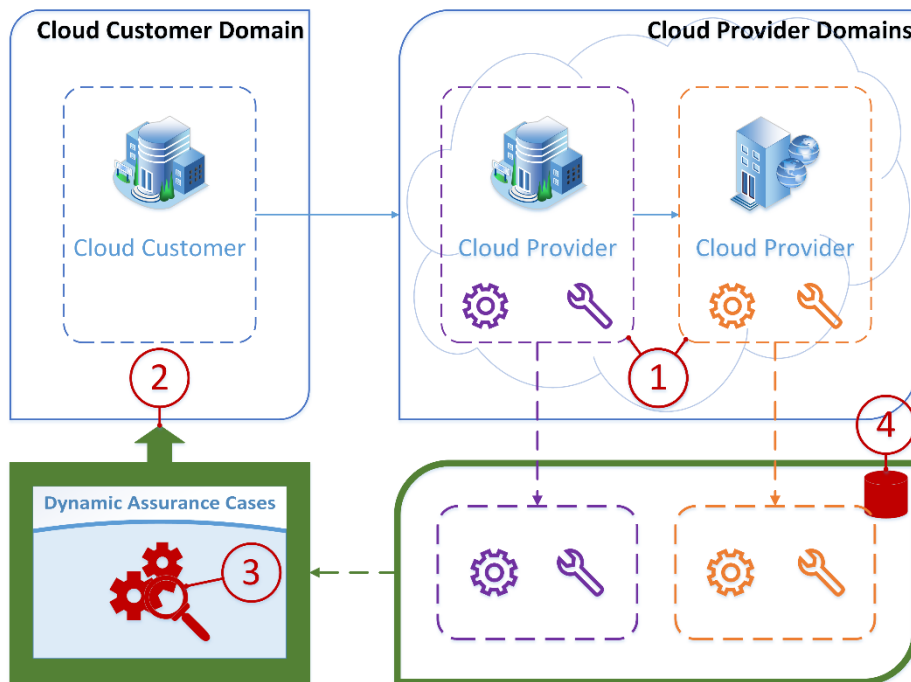 Cloud Customer Domain
Cloud Provider Domains
Cloud Customer
Cloud Provider
Cloud Provider
1
2
4
Dynamic Assurance Cases
3